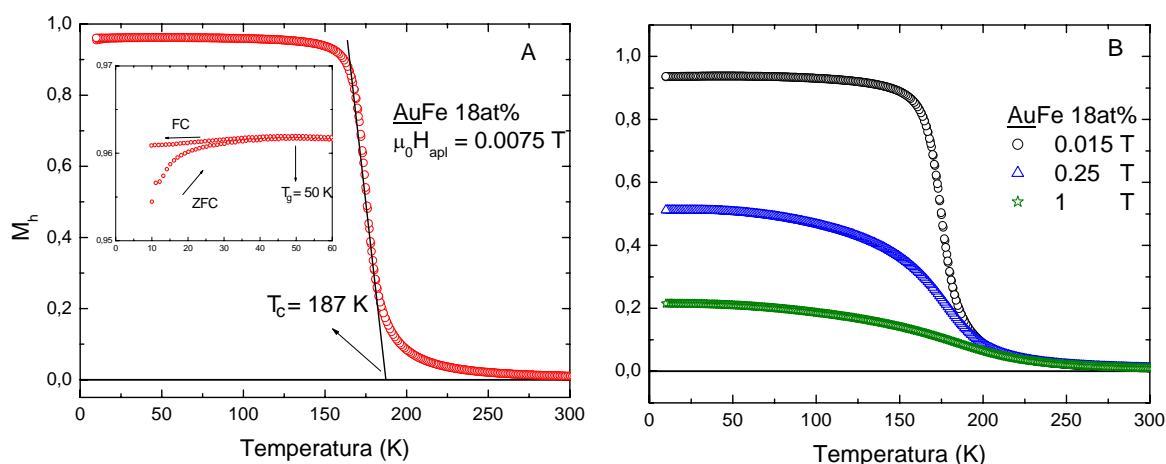 A
1,0
0,8
0,6
0,4
0,2
0,0
M_h
0,97
0,96
0,95
FC
ZFC
T_g = 50 K
0 10 20 30 40 50 60
AuFe 18at%
μ₀H_apl = 0.0075 T
T_C = 187 K
0 50 100 150 200 250 300
Temperatura (K)
B
1,0
0,8
0,6
0,4
0,2
0,0
AuFe 18at%
0.015 T
0.25 T
1 T
0 50 100 150 200 250 300
Temperatura (K)